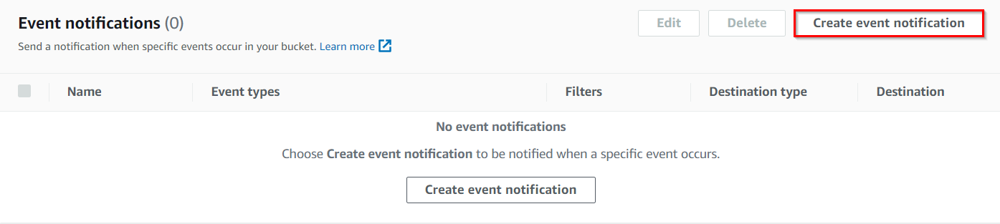 Event notifications (0)
Edit
Delete
Create event notification
Send a notification when specific events occur in your bucket. Learn more
Name
Event types
Filters
Destination type
Destination
No event notifications
Choose Create event notification to be notified when a specific event occurs.
Create event notification